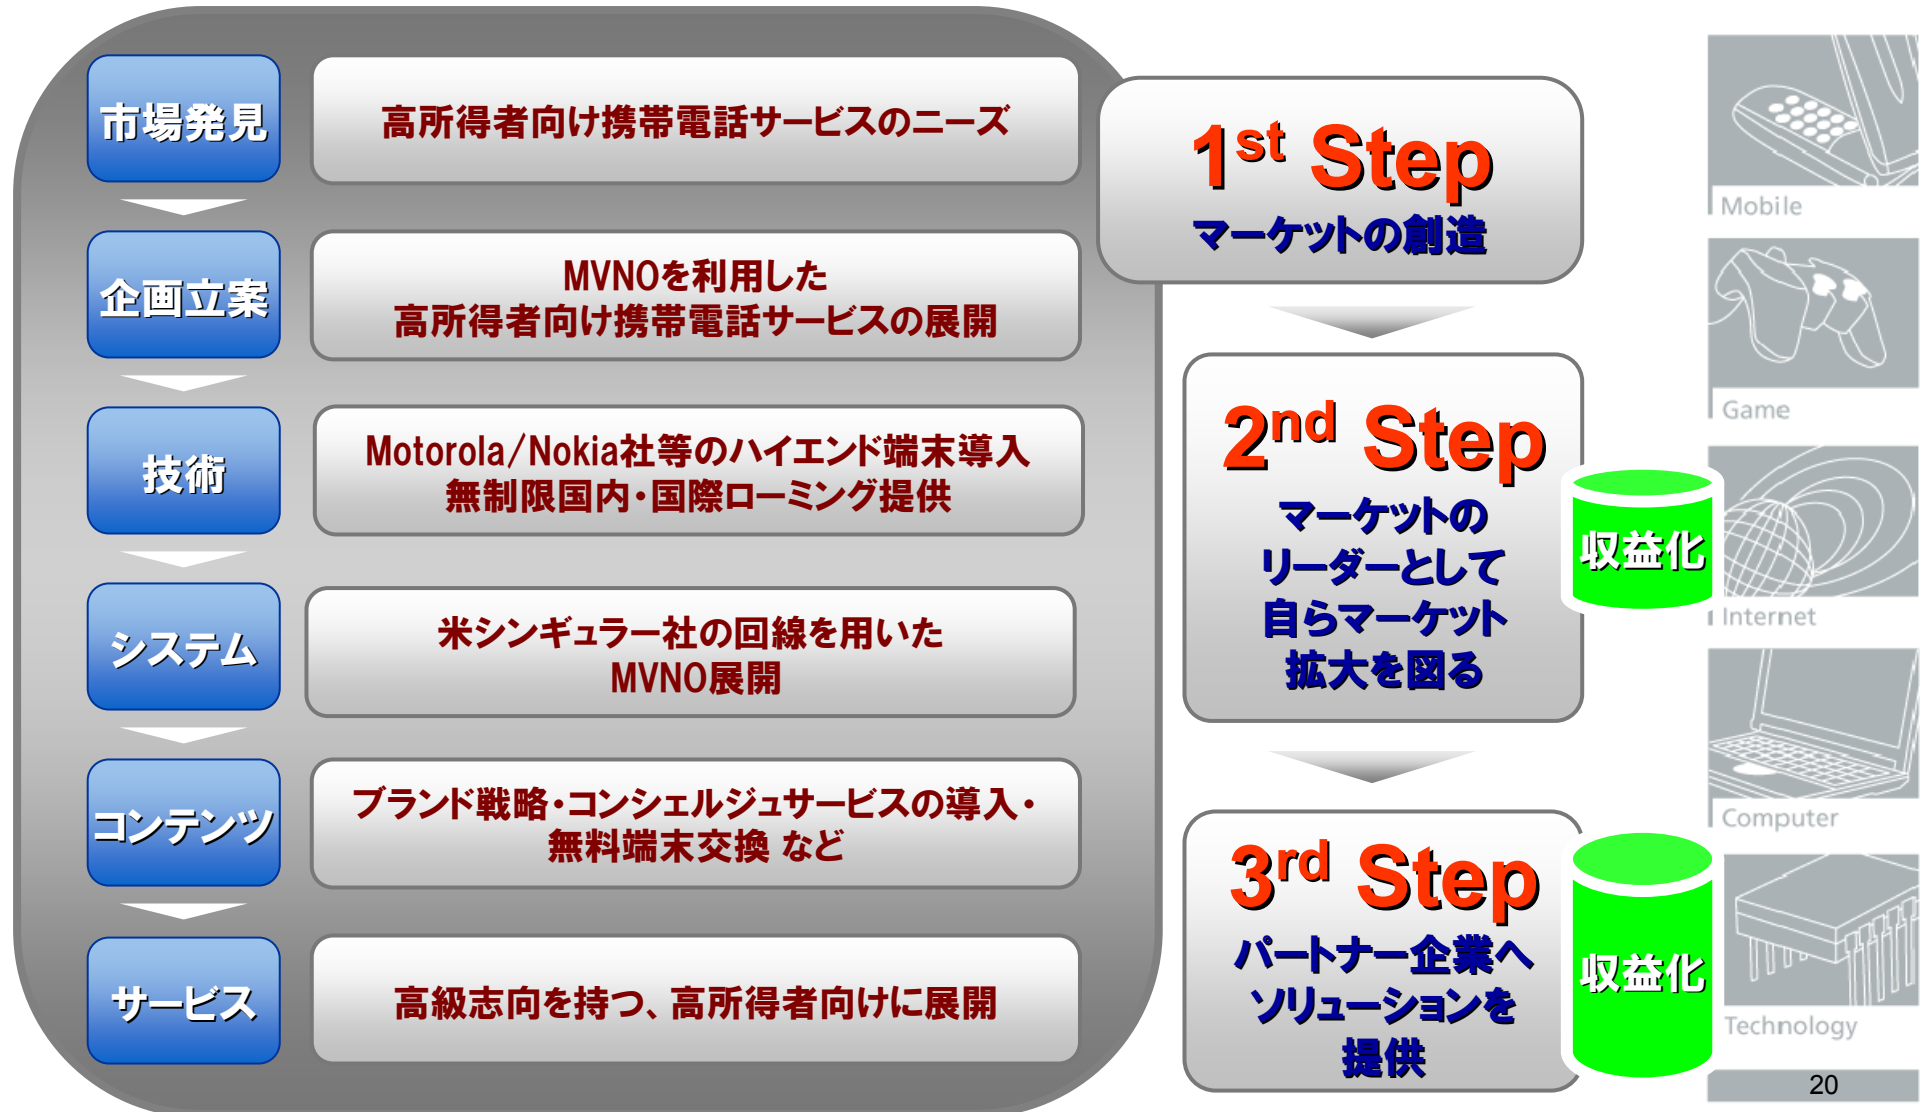 市場発見
高所得者向け携帯電話サービスのニーズ
企画立案
MVNOを利用した
高所得者向け携帯電話サービスの展開
技術
Motorola/Nokia社等のハイエンド端末導入
無制限国内・国際ローミング提供
システム
米シンギュラー社の回線を用いた
MVNO展開
コンテンツ
ブランド戦略・コンシェルジュサービスの導入・
無料端末交換 など
サービス
高級志向を持つ、高所得者向けに展開
1st Step
マーケットの創造
2nd Step
マーケットの
リーダーとして
自らマーケット
拡大を図る
収益化
3rd Step
パートナー企業へ
ソリューションを
提供
収益化
Mobile
Game
Internet
Computer
Technology
20